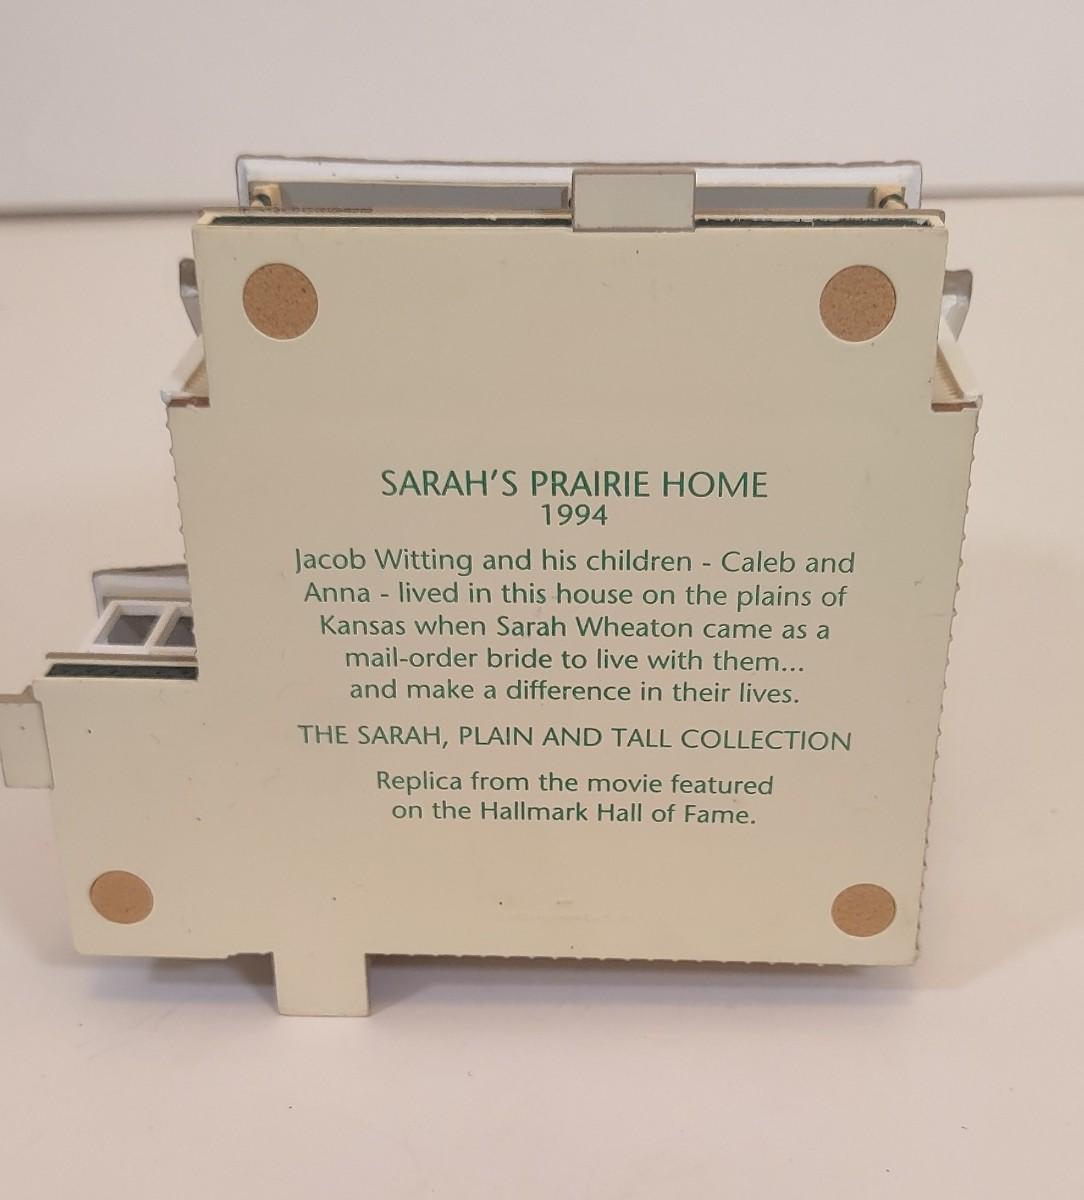 SARAH'S PRAIRIE HOME
1994
Jacob Witting and his children - Caleb and
Anna - lived in this house on the plains of
Kansas when Sarah Wheaton came as a
mail-order bride to live with them...
and make a difference in their lives.
THE SARAH, PLAIN AND TALL COLLECTION
Replica from the movie featured
on the Hallmark Hall of Fame.